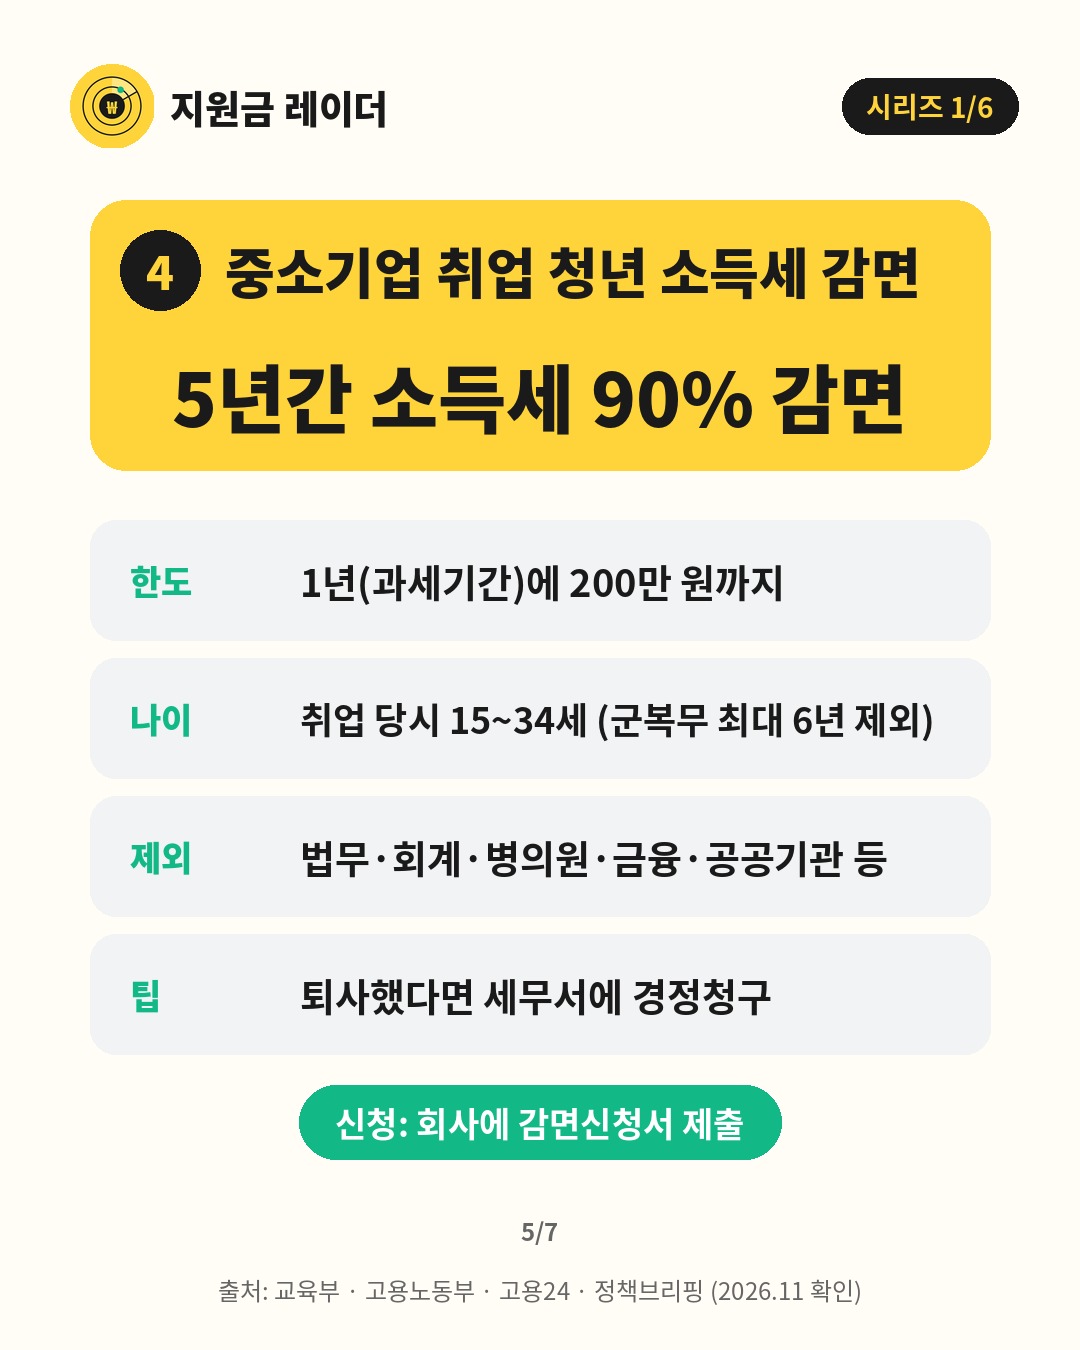 지원금 레이더
시리즈 1/6
4 중소기업 취업 청년 소득세 감면
5년간 소득세 90% 감면
한도 1년(과세기간)에 200만 원까지
나이 취업 당시 15~34세 (군복무 최대 6년 제외)
제외 법무·회계·병의원·금융·공공기관 등
팁 퇴사했다면 세무서에 경정청구
신청: 회사에 감면신청서 제출
5/7
출처: 교육부 · 고용노동부 · 고용24 · 정책브리핑 (2026.11 확인)